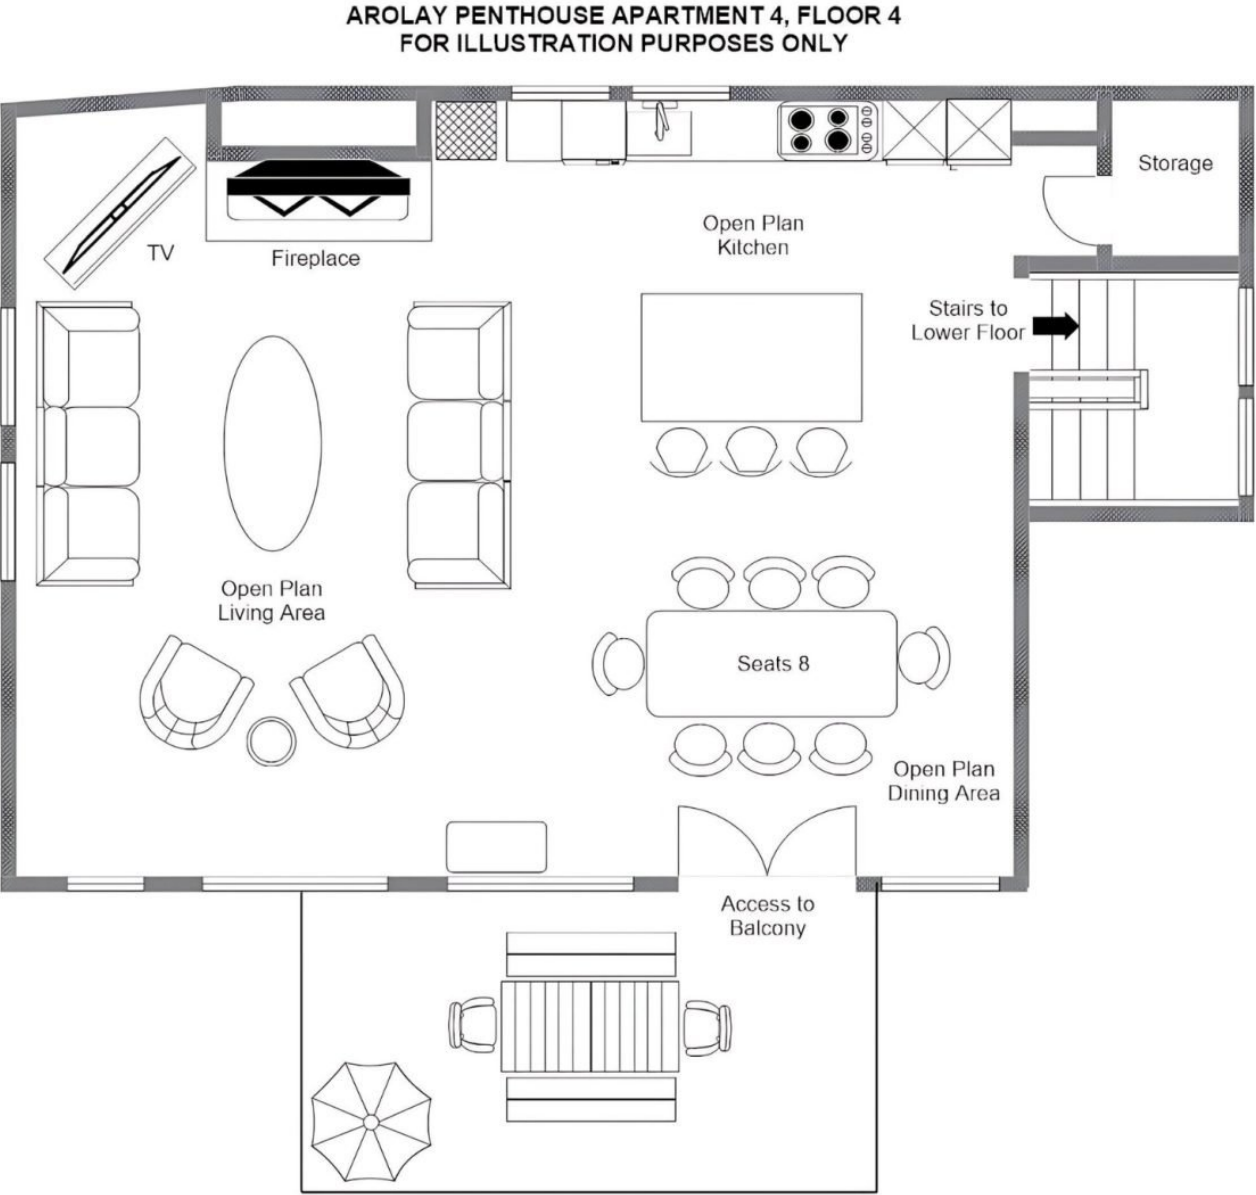 AROLAY PENTHOUSE APARTMENT 4, FLOOR 4
FOR ILLUSTRATION PURPOSES ONLY
Storage
Open Plan
Kitchen
TV
Fireplace
Stairs to
Lower Floor
Open Plan
Living Area
Seats 8
Open Plan
Dining Area
Access to
Balcony